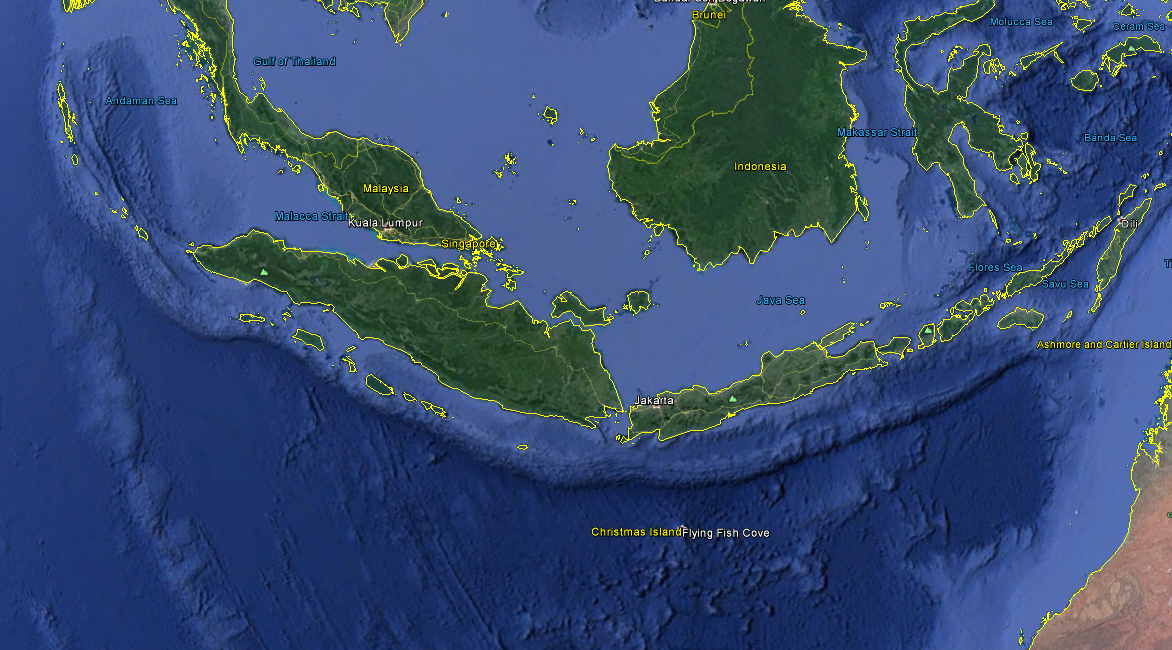 Brunei
Molucca Sea
Ceram Sea
Gulf of Thailand
Andaman Sea
Makassar Strait
Banda Sea
Indonesia
Malaysia
Malacca Strait
Kuala Lumpur
Singapore
Dili
Flores Sea
Savu Sea
Java Sea
Ashmore and Cartier Island
Jakarta
Christmas Island
Flying Fish Cove